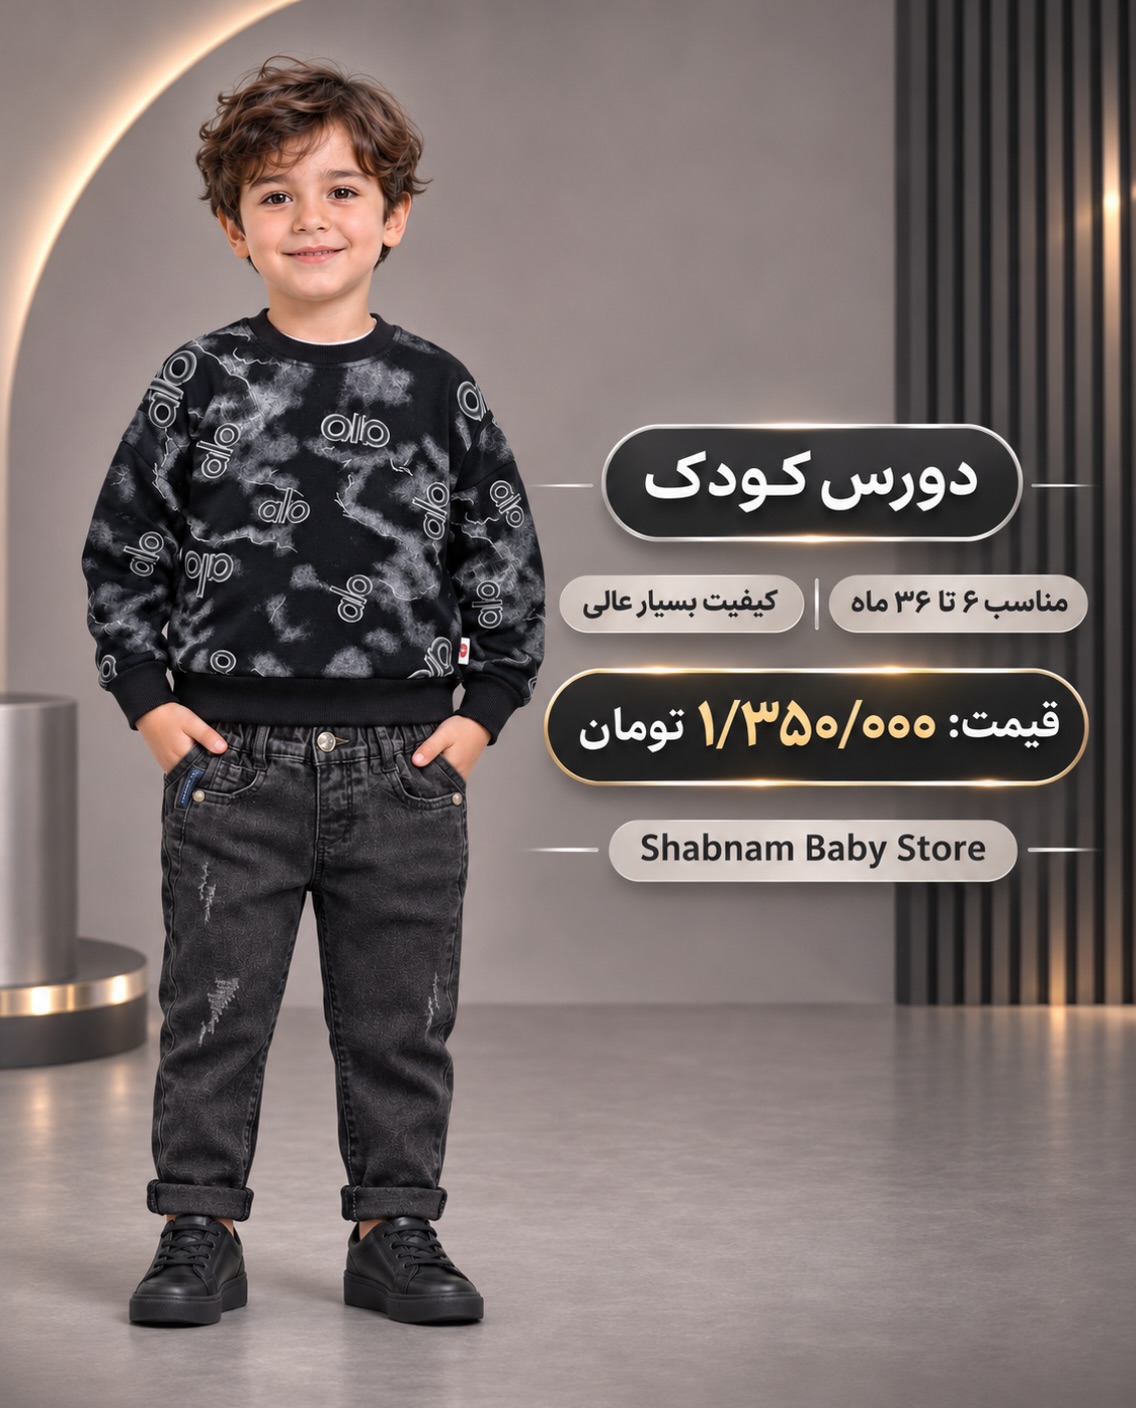 دورس کودک
مناسب ۶ تا ۳۶ ماه
کیفیت بسیار عالی
قیمت: ۱/۳۵۰/۰۰۰ تومان
Shabnam Baby Store